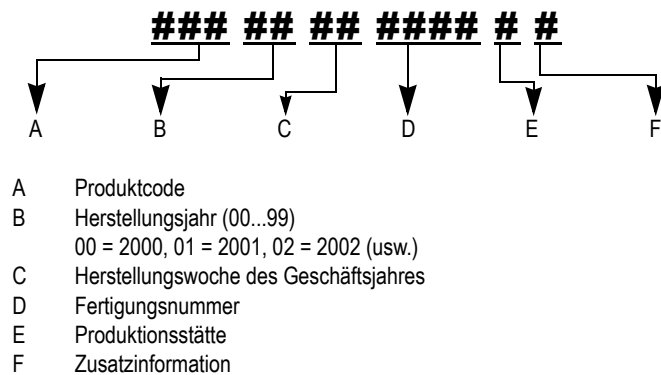 ### ## ## #### # #
A B C D E F
A Produktcode
B Herstellungsjahr (00...99)
00 = 2000, 01 = 2001, 02 = 2002 (usw.)
C Herstellungswoche des Geschäftsjahres
D Fertigungsnummer
E Produktionsstätte
F Zusatzinformation